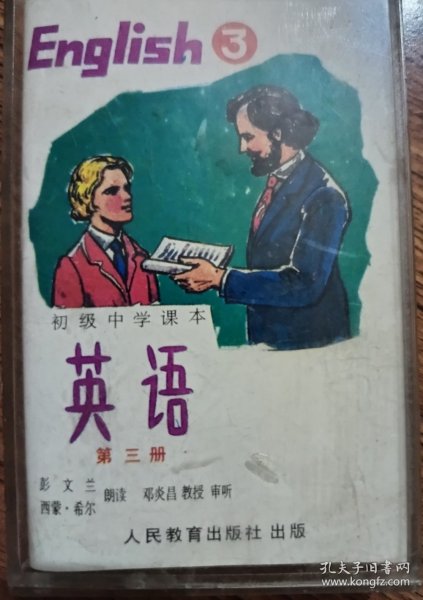 English 3
初级中学课本
英语
第三册
彭文兰
西蒙·希尔 朗读 邓炎昌 教授 审听
人民教育出版社 出版
孔夫子旧书网
www.kongfz.com